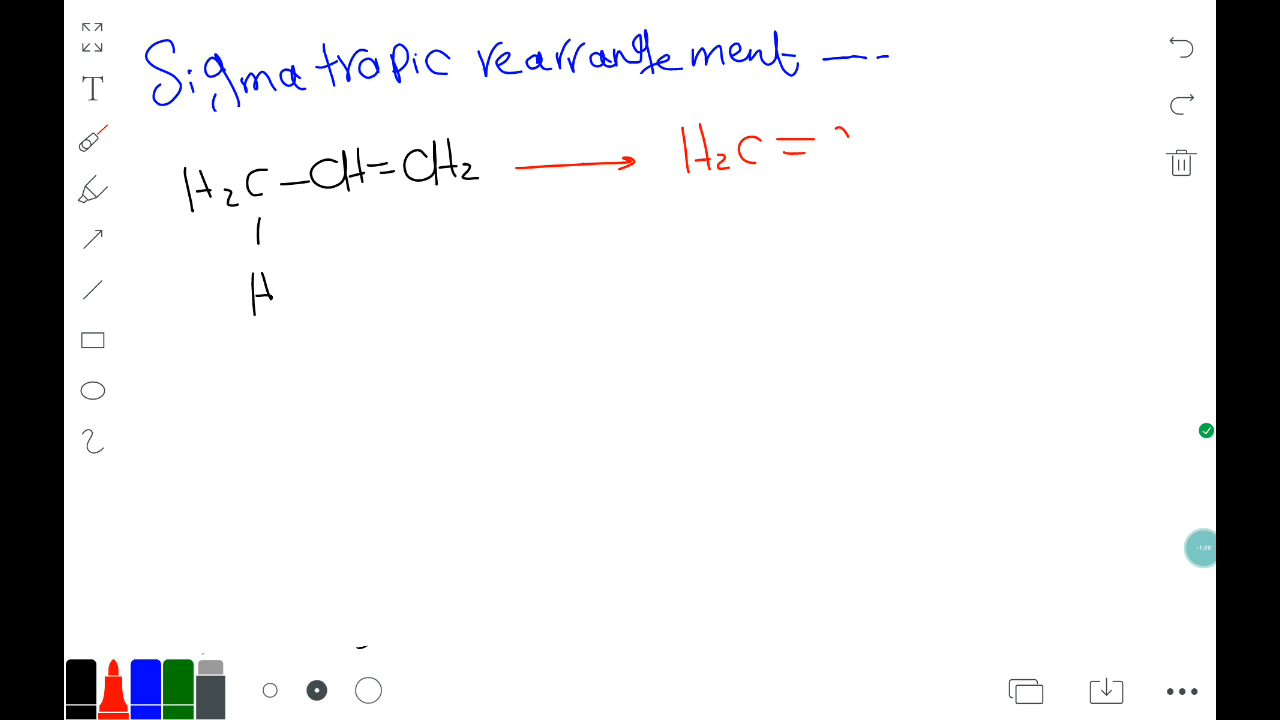 Sigmatropic rearrangement ---
H2C-CH=CH2 → H2C=
|
H
T